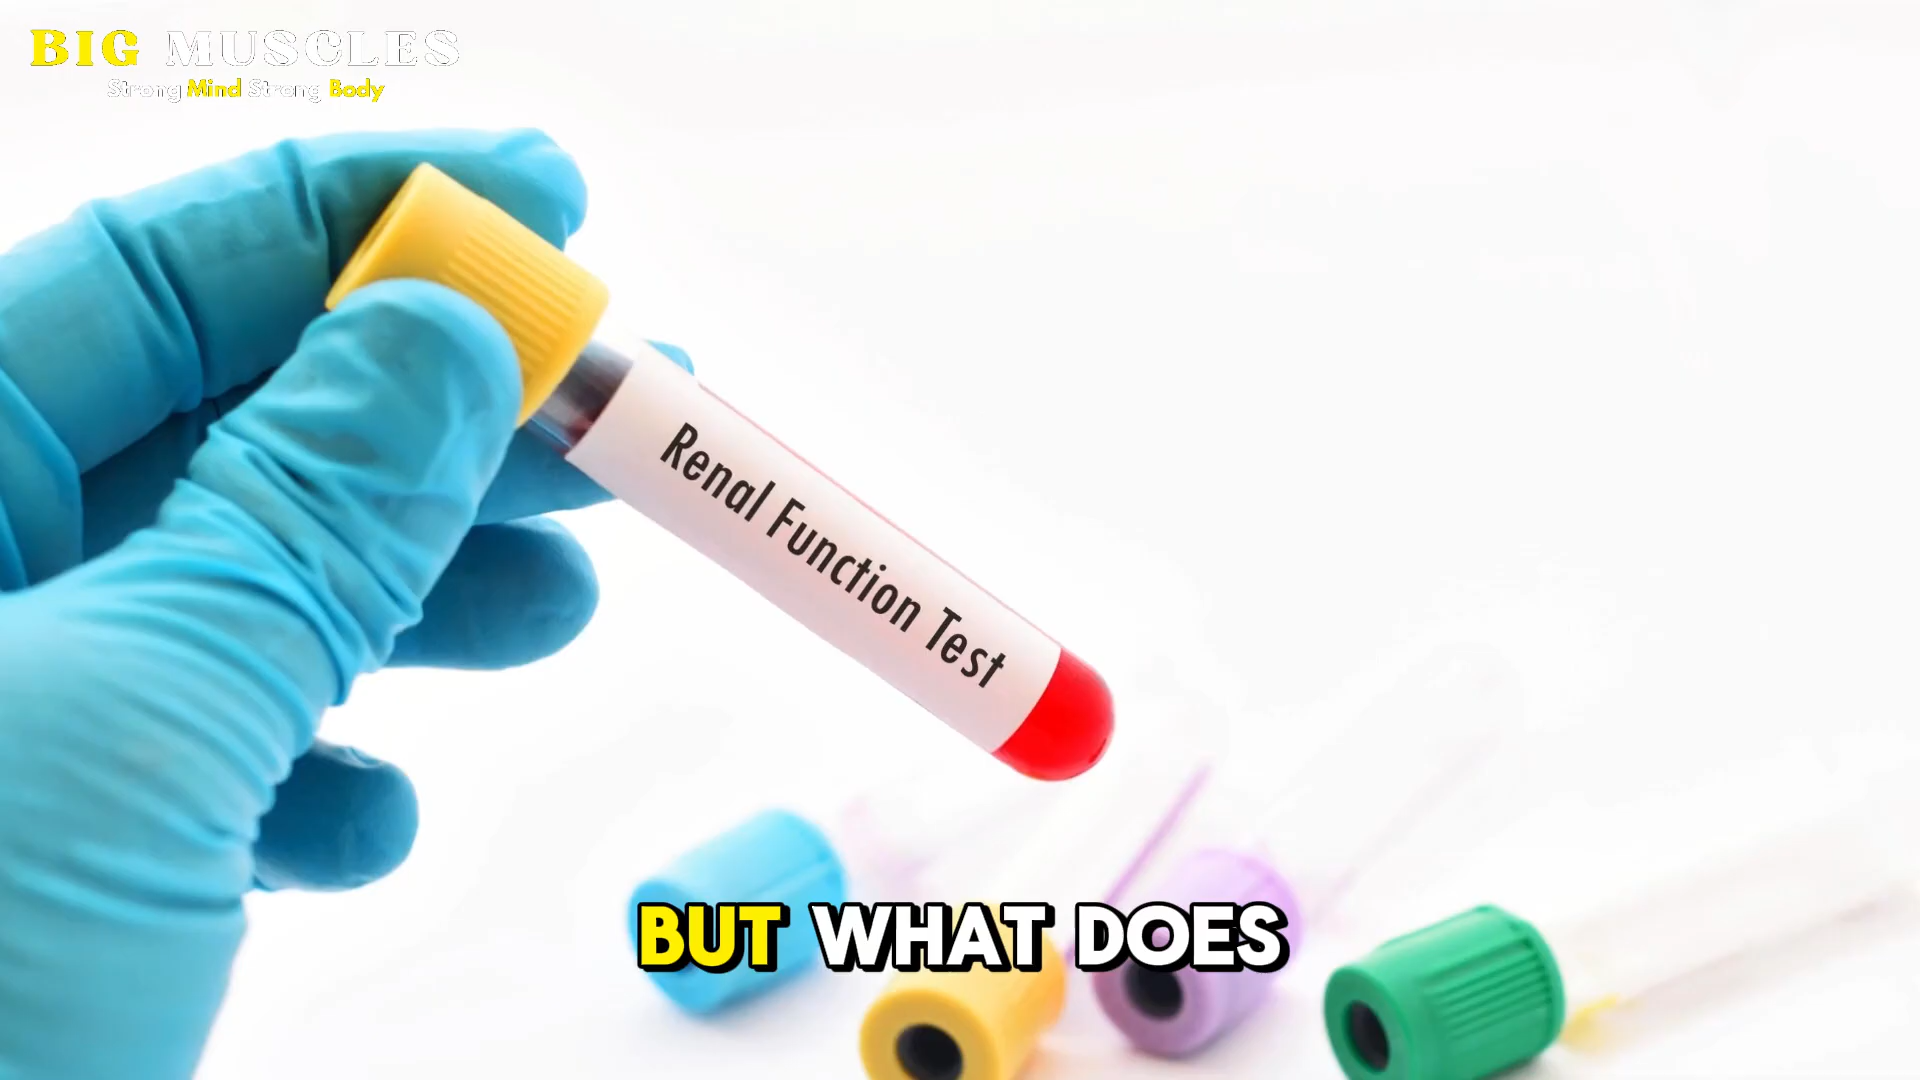 BIG MUSCLES
Strong Mind Strong Body
Renal Function Test
BUT WHAT DOES